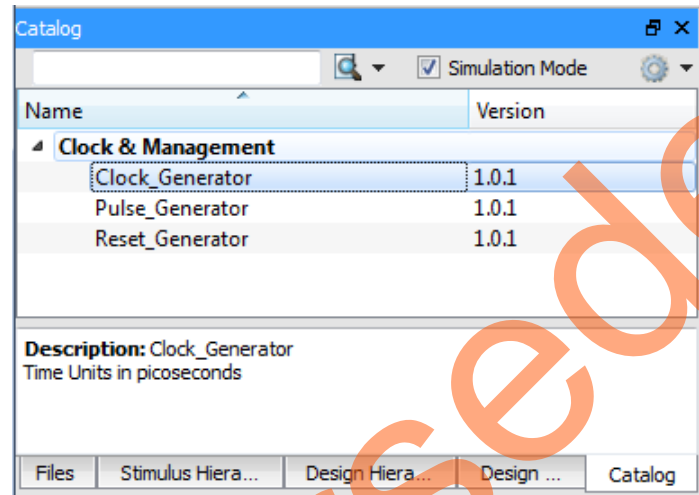 Catalog
Simulation Mode
Name Version
Clock & Management
Clock_Generator 1.0.1
Pulse_Generator 1.0.1
Reset_Generator 1.0.1
Description: Clock_Generator
Time Units in picoseconds
Files Stimulus Hiera... Design Hiera... Design ... Catalog